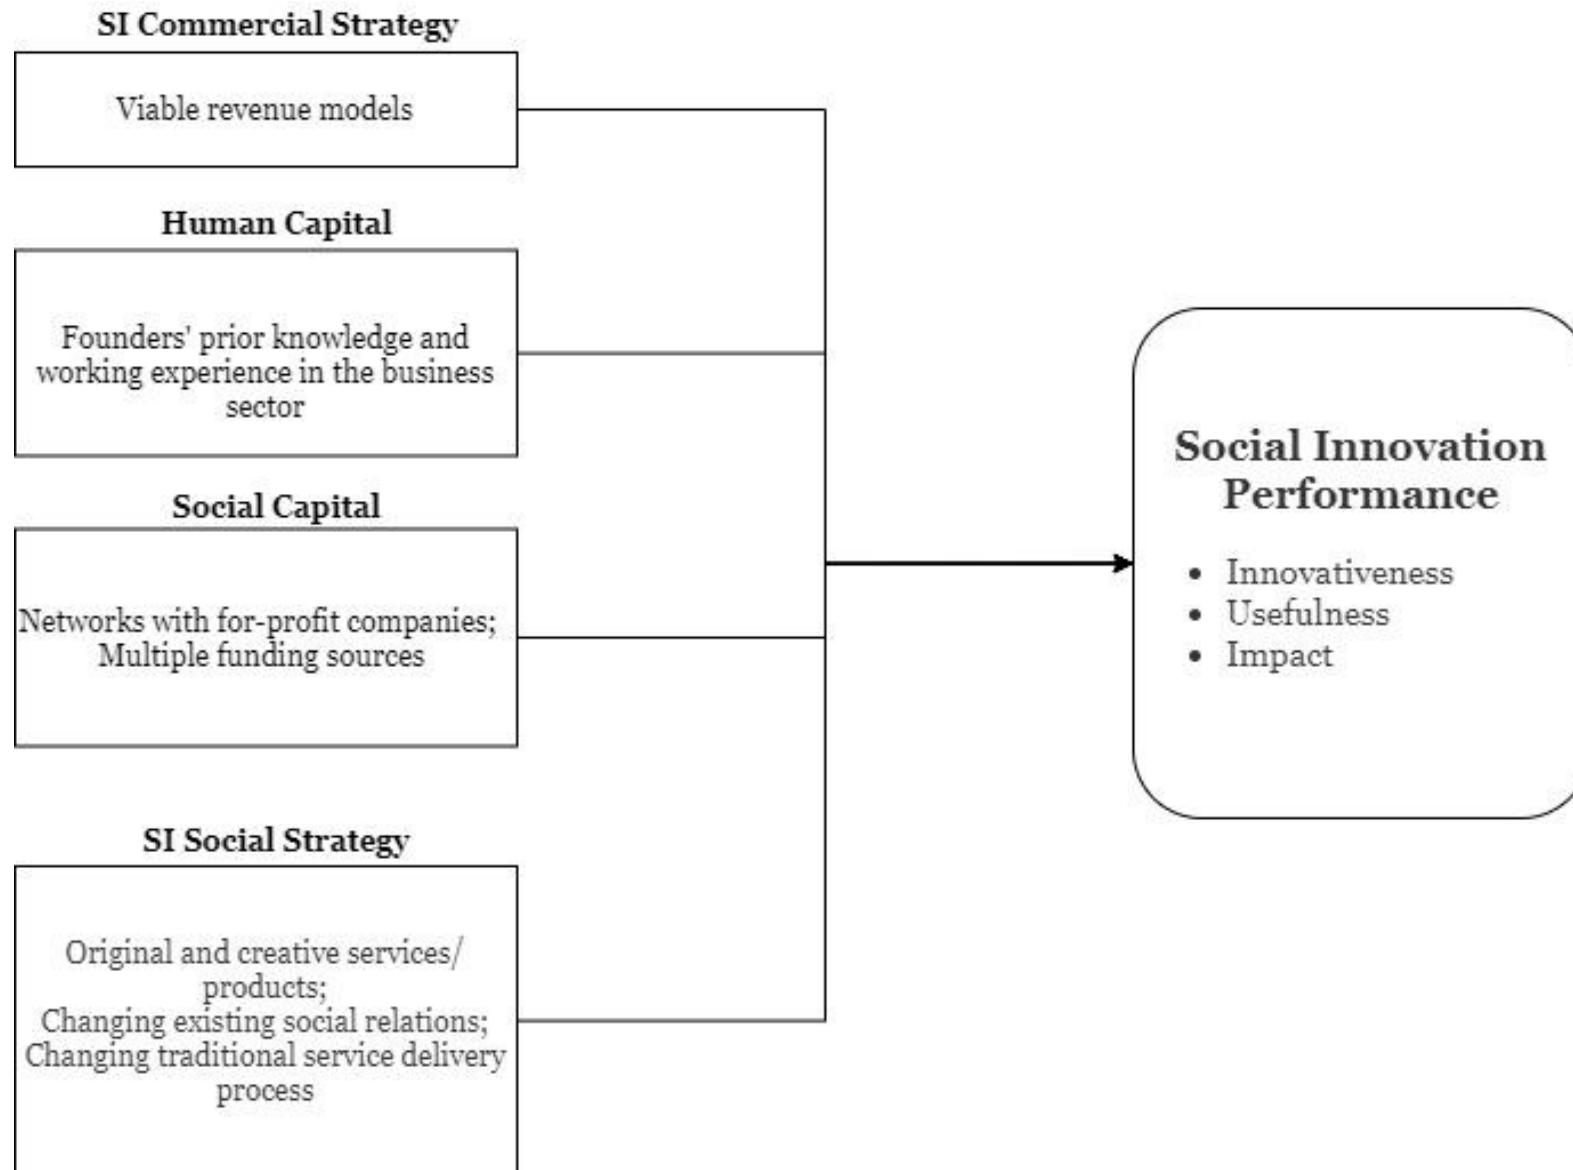 SI Commercial Strategy
Viable revenue models
Human Capital
Founders' prior knowledge and
working experience in the business
sector
Social Capital
Networks with for-profit companies;
Multiple funding sources
SI Social Strategy
Original and creative services/
products;
Changing existing social relations;
Changing traditional service delivery
process
Social Innovation
Performance
• Innovativeness
• Usefulness
• Impact